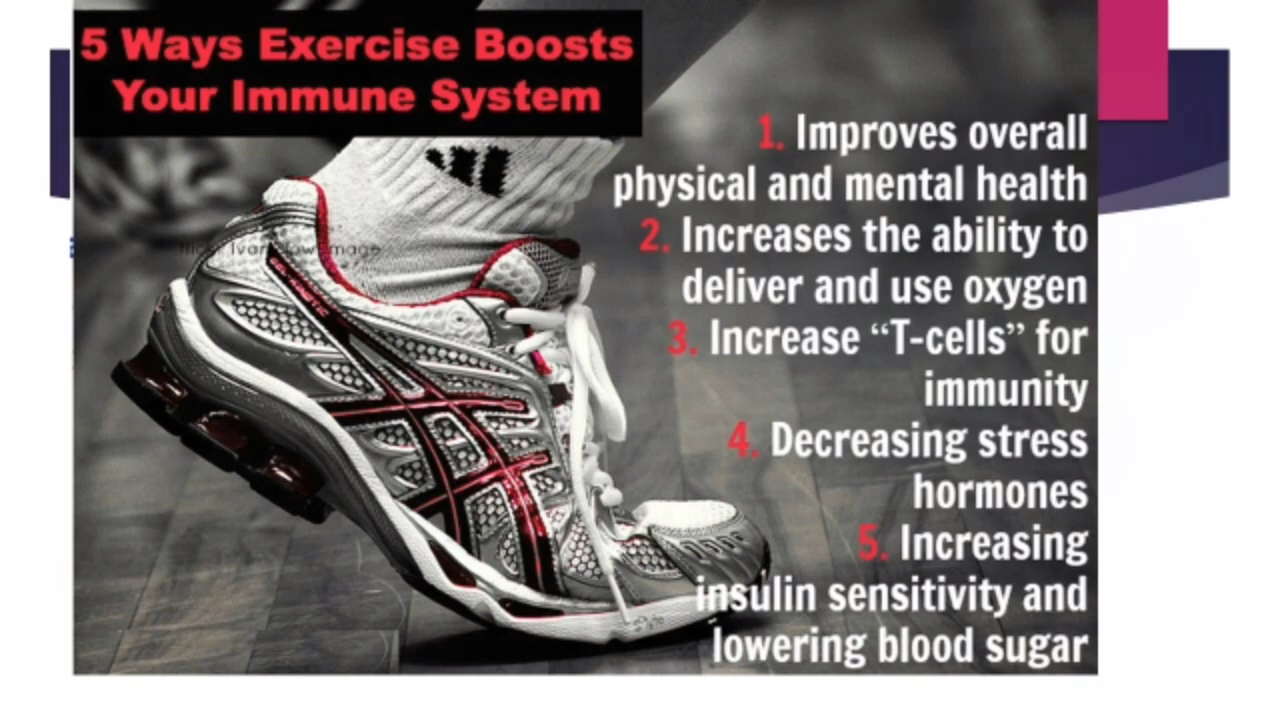 5 Ways Exercise Boosts
Your Immune System
1. Improves overall
physical and mental health
2. Increases the ability to
deliver and use oxygen
3. Increase “T-cells” for
immunity
4. Decreasing stress
hormones
5. Increasing
insulin sensitivity and
lowering blood sugar